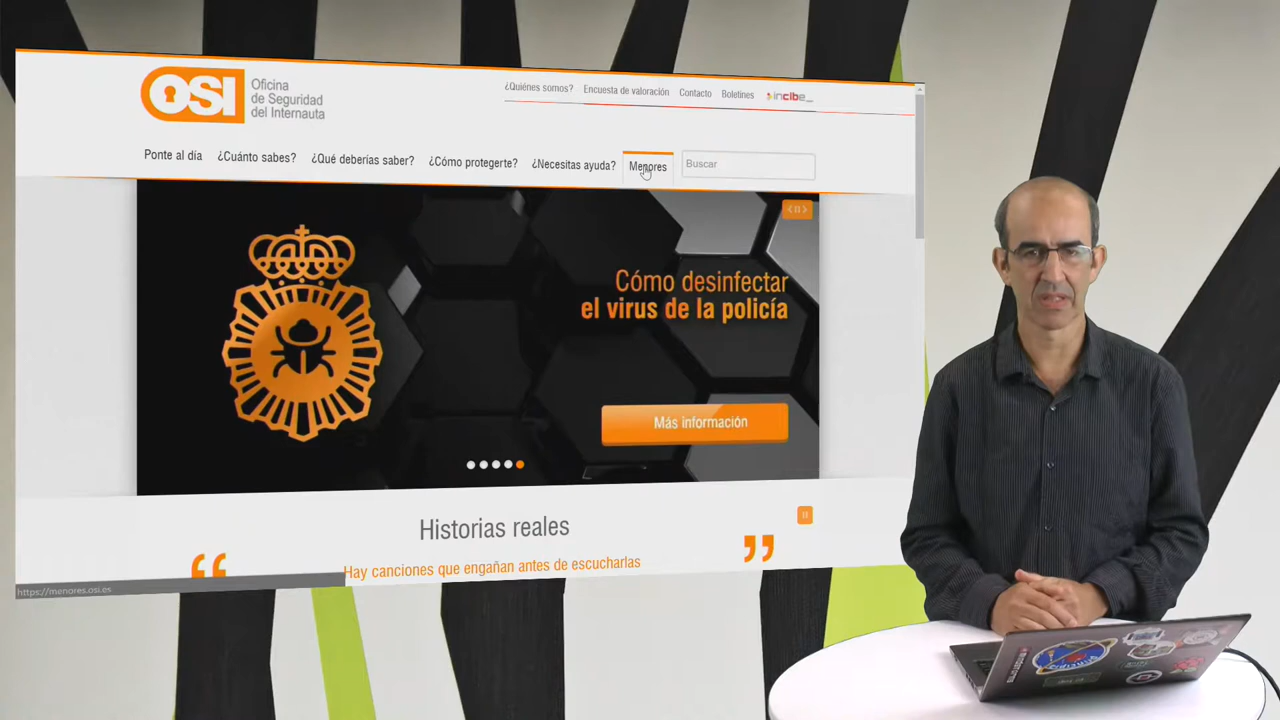 OSI
Oficina
de Seguridad
del Internauta
¿Quiénes somos? Encuesta de valoración Contacto Boletines incibe_
Ponte al día ¿Cuánto sabes? ¿Qué deberías saber? ¿Cómo protegerte? ¿Necesitas ayuda? Menores Buscar
Cómo desinfectar
el virus de la policía
Más información
Historias reales
“ Hay canciones que engañan antes de escucharlas ”
https://menores.osi.es